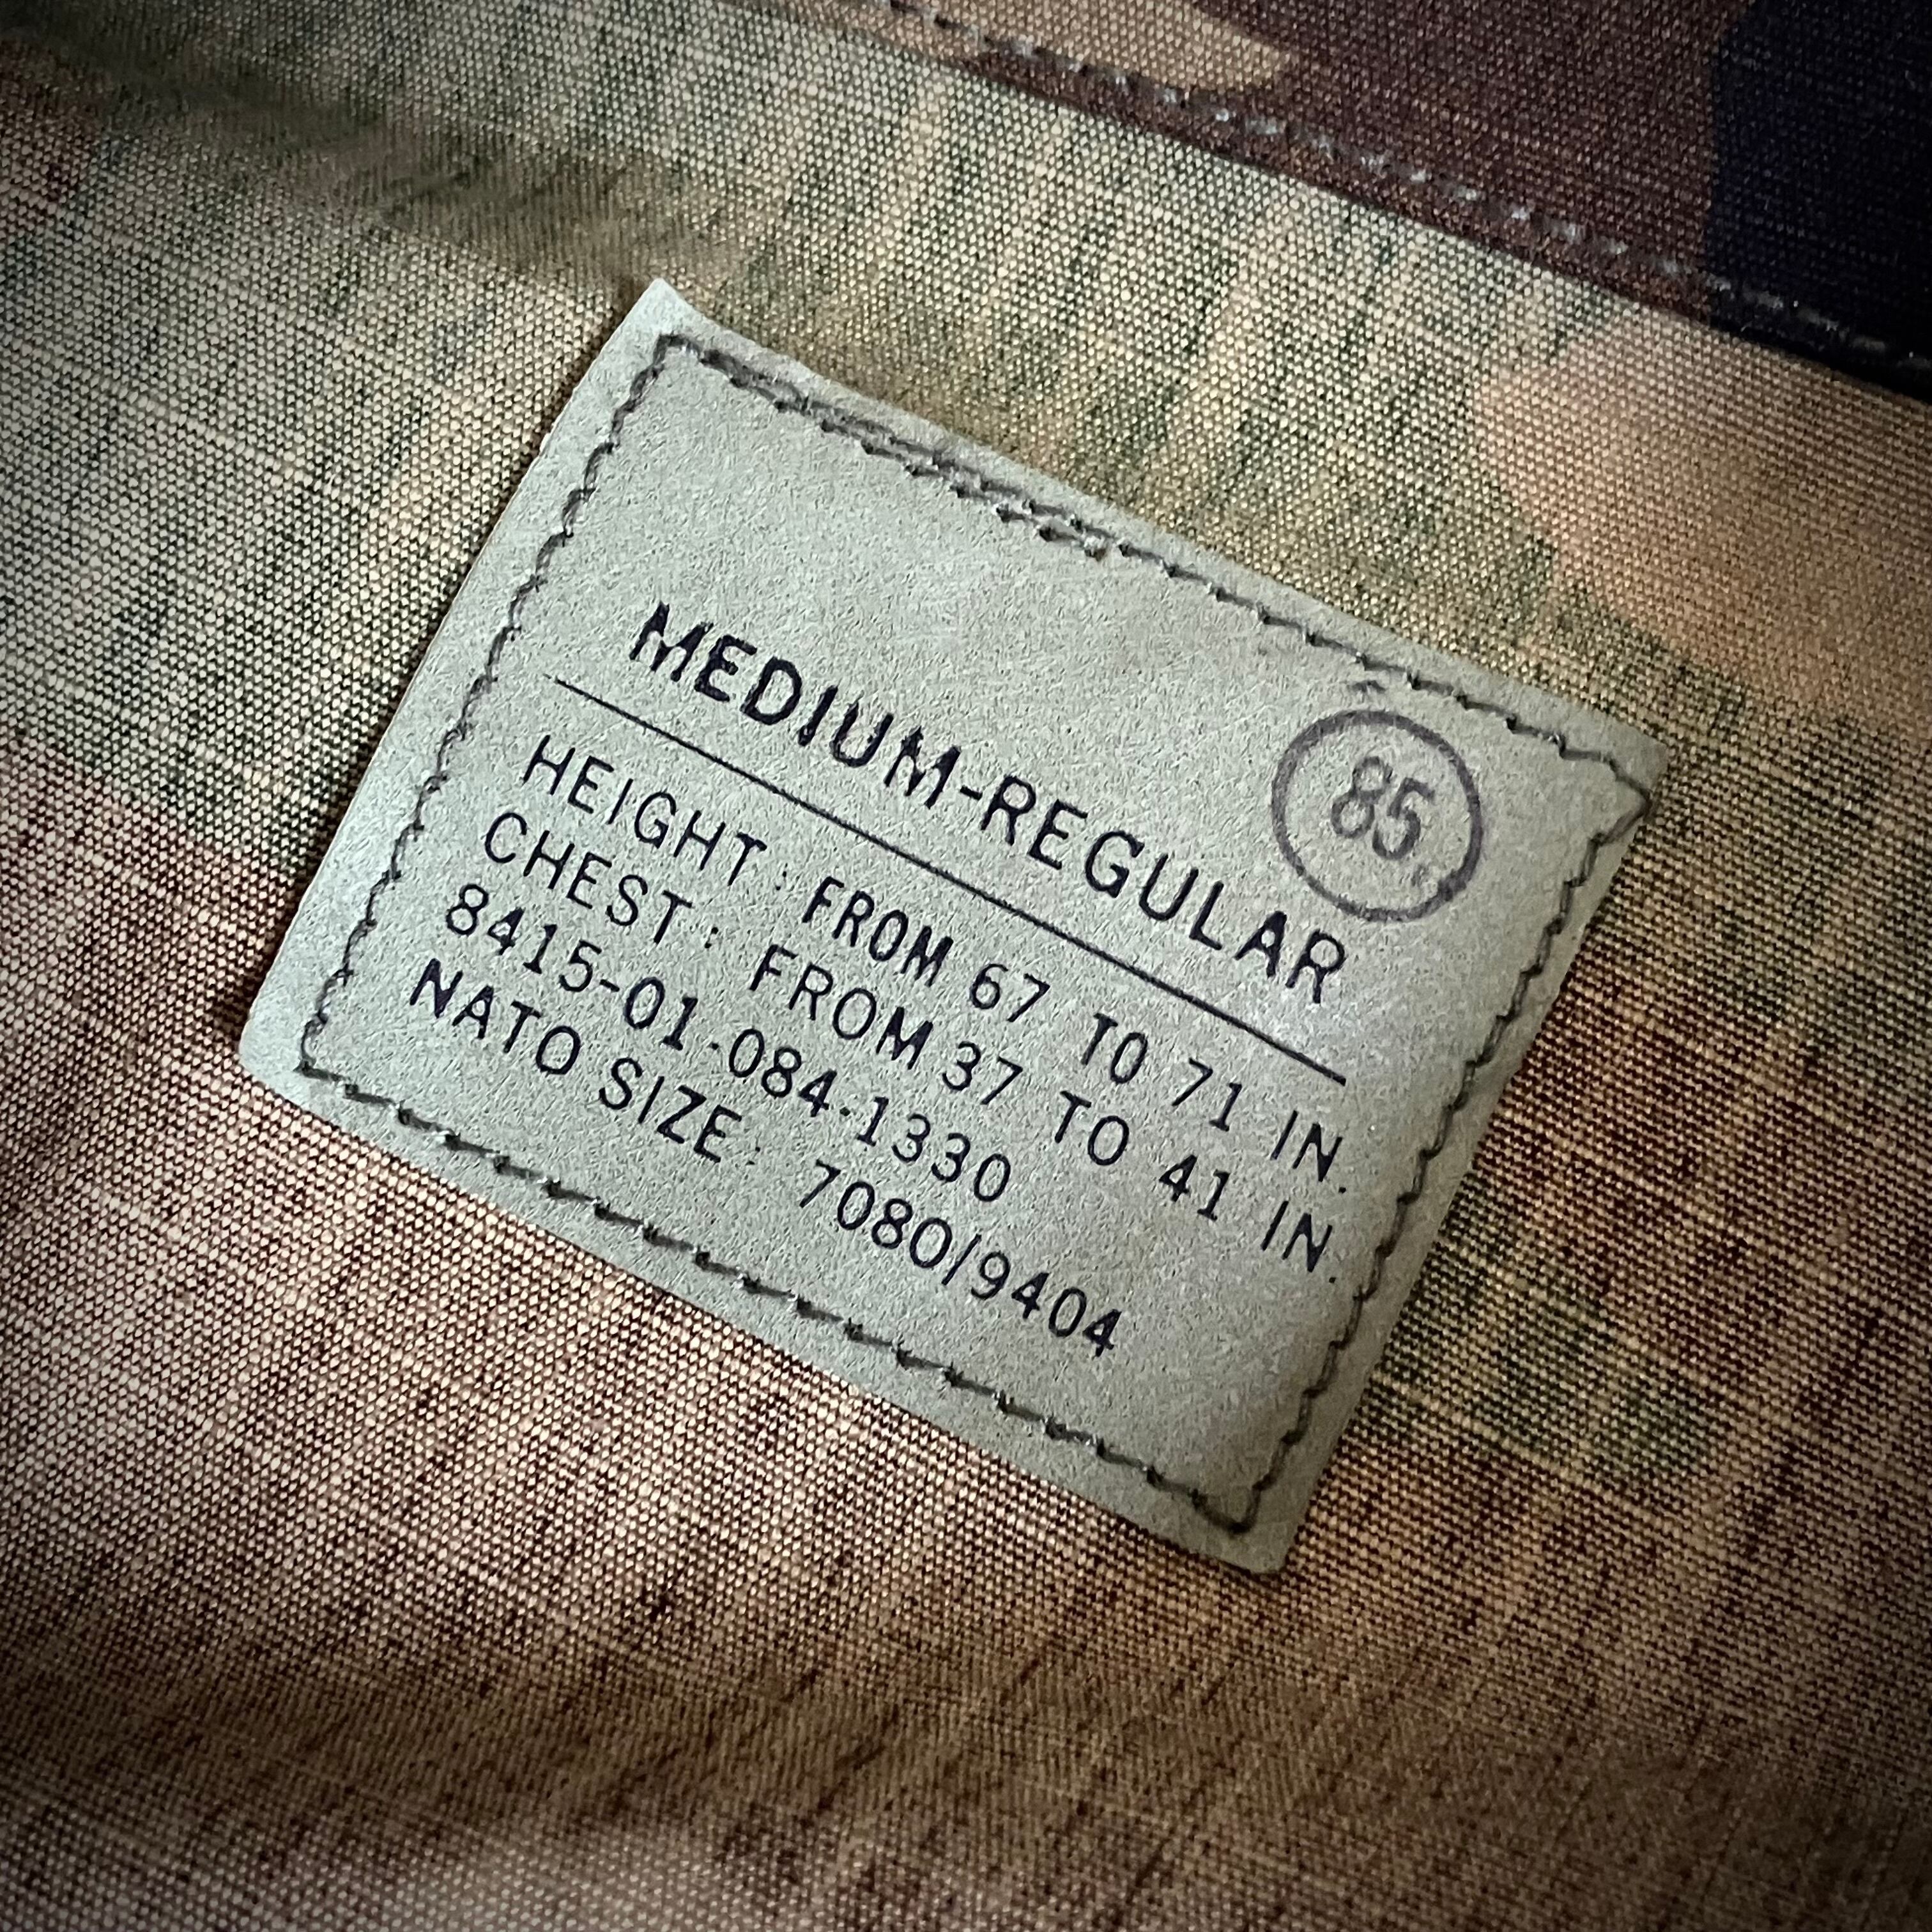 85
MEDIUM-REGULAR
HEIGHT: FROM 67 TO 71 IN.
CHEST: FROM 37 TO 41 IN.
8415-01-084-1330
NATO SIZE: 7080/9404